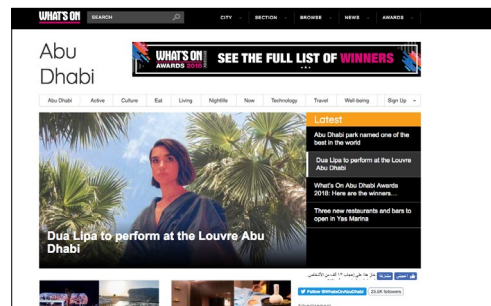 WHAT'S ON
SEARCH
CITY
SECTION
BROWSE
NEWS
AWARDS
Abu
Dhabi
WHAT'S ON
AWARDS 2018
SEE THE FULL LIST OF WINNERS
Abu Dhabi
Active
Culture
Eat
Living
Nightlife
Now
Technology
Travel
Well-being
Sign Up
Dua Lipa to perform at the Louvre Abu
Dhabi
Latest
Abu Dhabi park named one of the
best in the world
Dua Lipa to perform at the Louvre
Abu Dhabi
What's On Abu Dhabi Awards
2018: Here are the winners...
Three new restaurants and bars to
open in Yas Marina
Follow @WhatsOnAbuDhabi